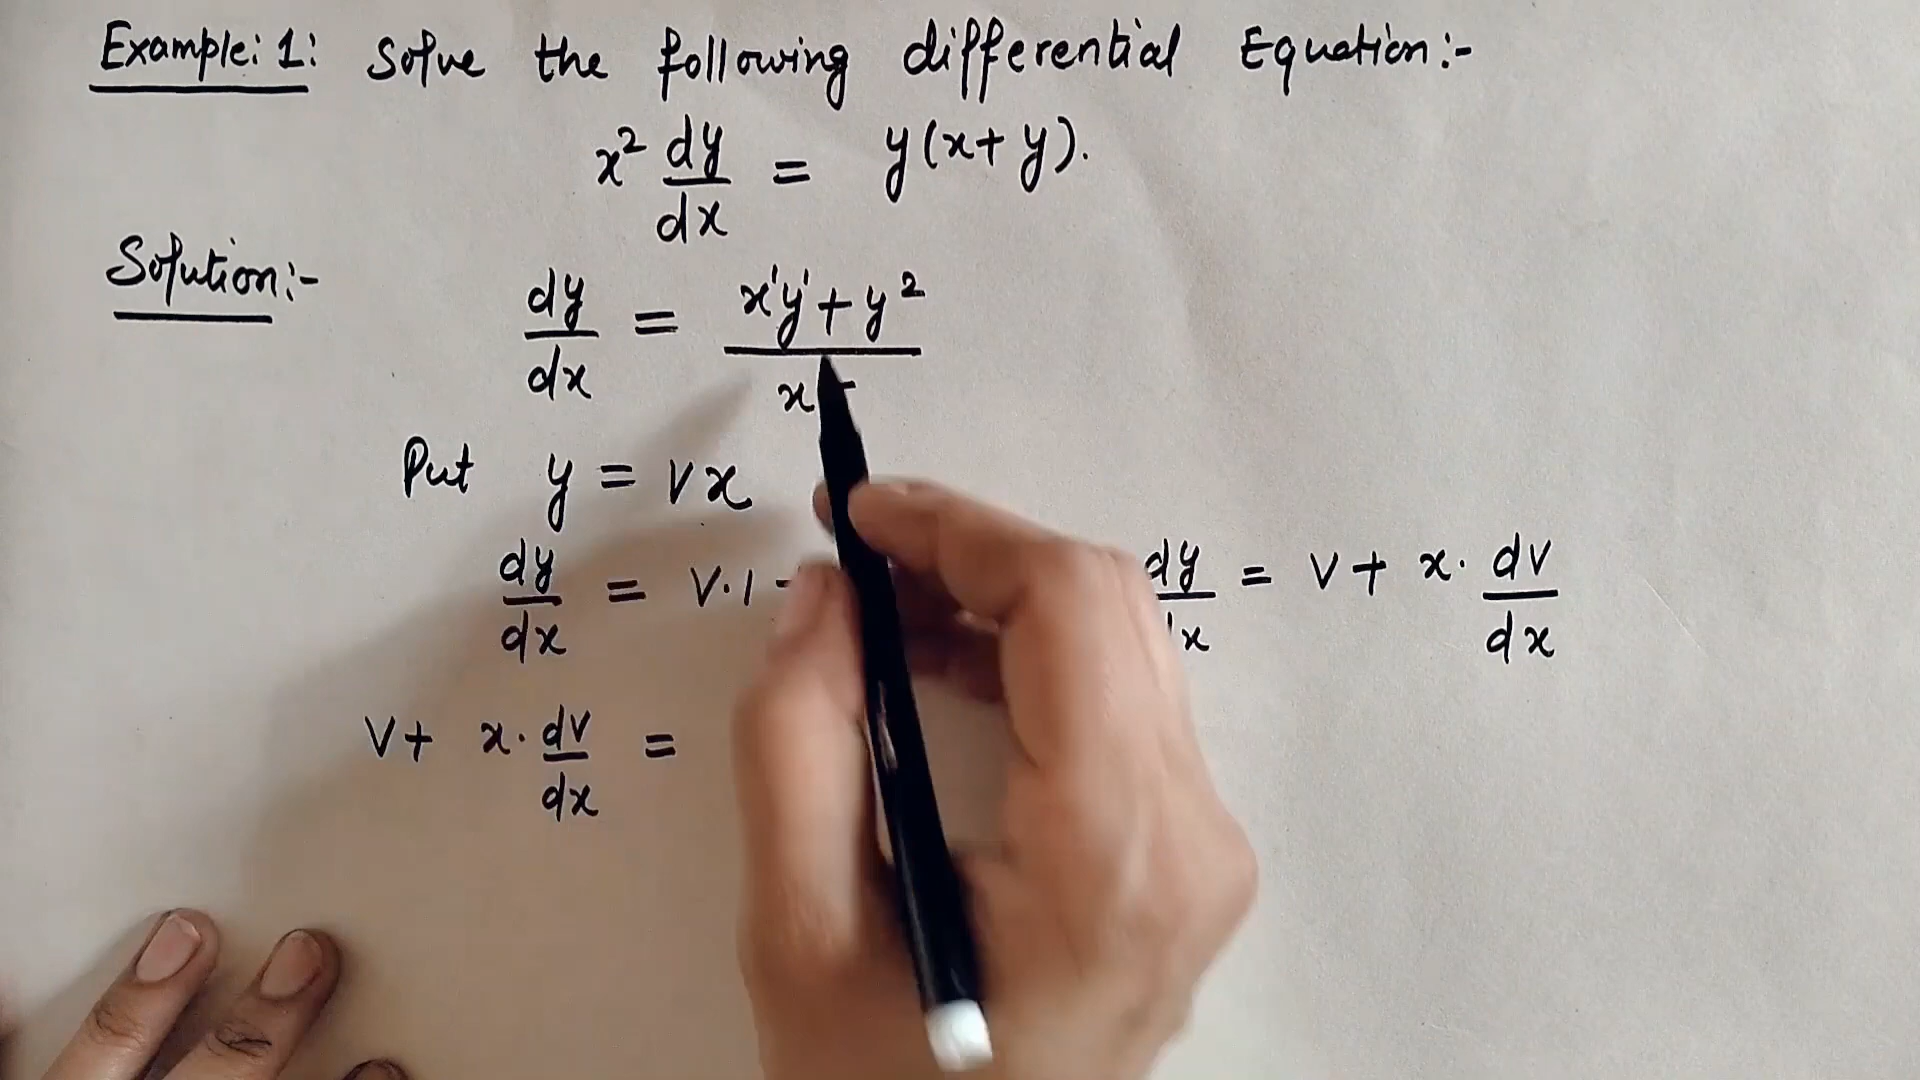 Example: 1: Solve the following differential Equation:-
x² dy/dx = y(x+y).
Solution:-
dy/dx = x'y'+y²/x
Put y = vx
dy/dx = v·1 dy/x = v + x· dv/dx
v+ x· dv/dx =